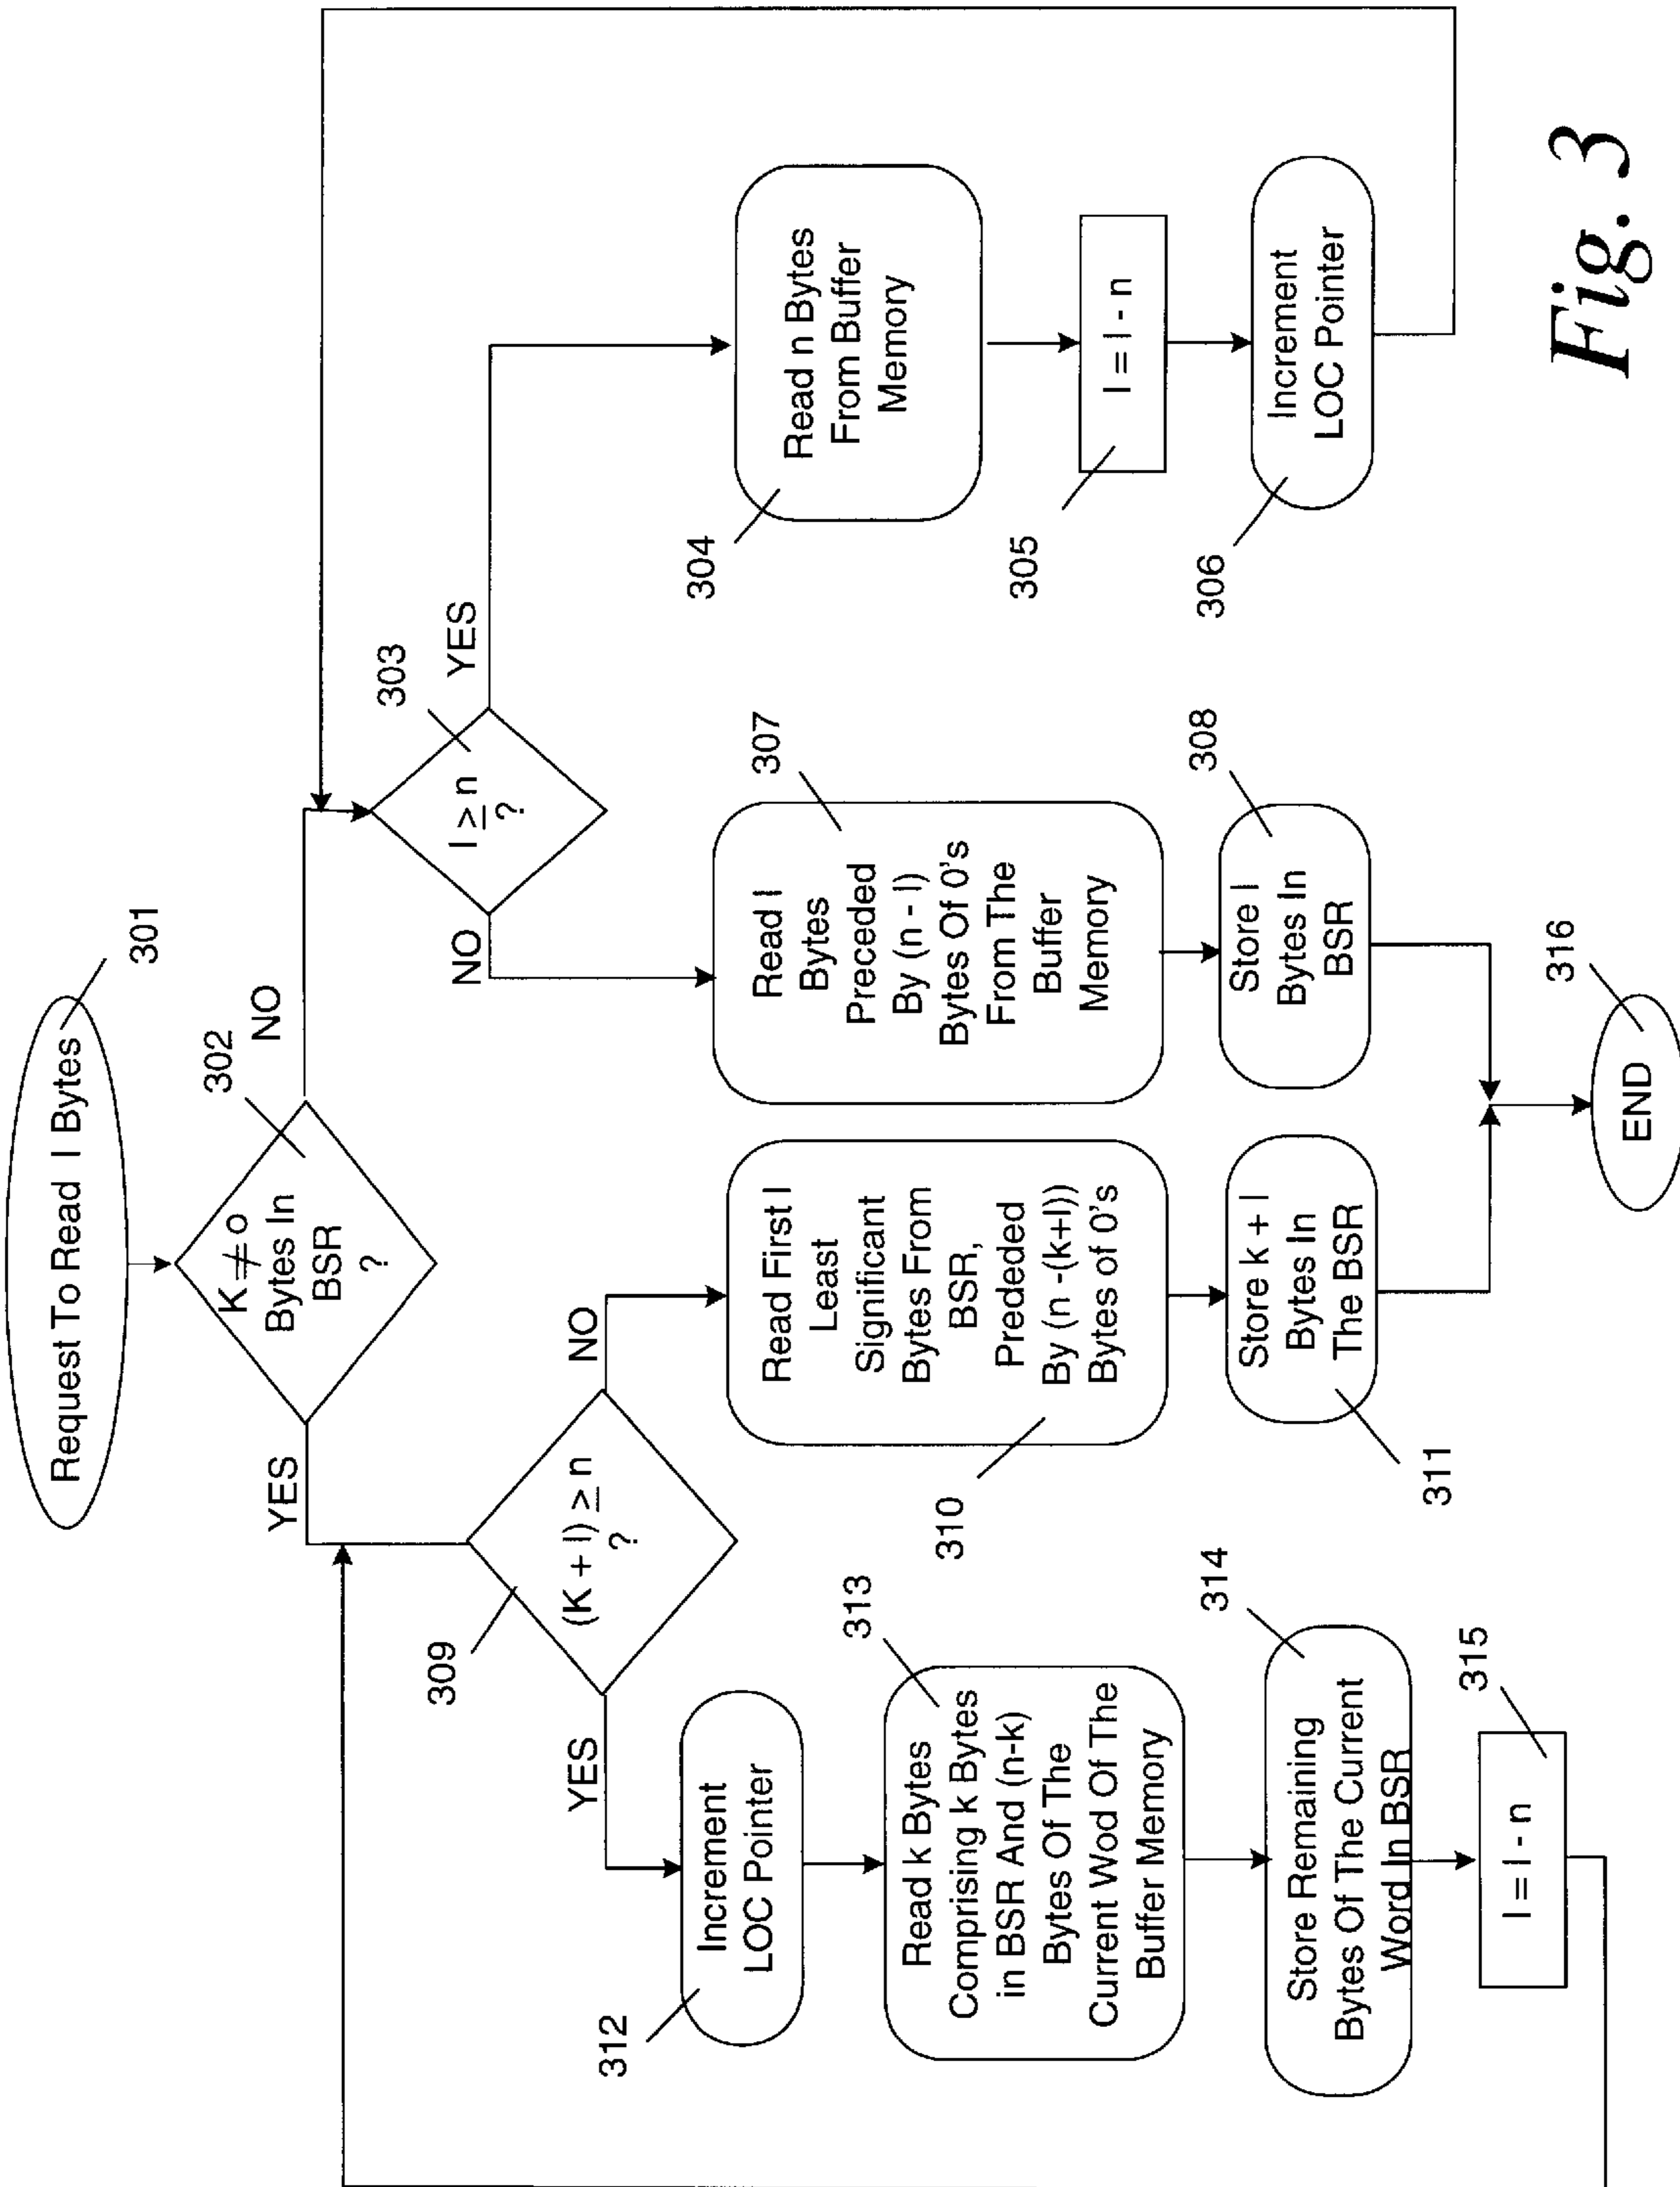 Request To Read I Bytes
301
K ≠ o
Bytes In
BSR
?
302
YES
NO
(K + I) ≥ n
?
309
YES
NO
I ≥ n
?
303
NO
YES
Increment
LOC Pointer
312
Read k Bytes
Comprising k Bytes
in BSR And (n-k)
Bytes Of The
Current Wod Of The
Buffer Memory
313
Store Remaining
Bytes Of The Current
Word In BSR
314
I = I - n
315
Read First I
Least
Significant
Bytes From
BSR,
Prededed
By (n -(k+I))
Bytes of 0's
310
Store k + I
Bytes In
The BSR
311
Read I
Bytes
Preceded
By (n - I)
Bytes Of 0's
From The
Buffer
Memory
307
Store I
Bytes In
BSR
308
END
316
Read n Bytes
From Buffer
Memory
304
I = I - n
305
Increment
LOC Pointer
306
Fig. 3